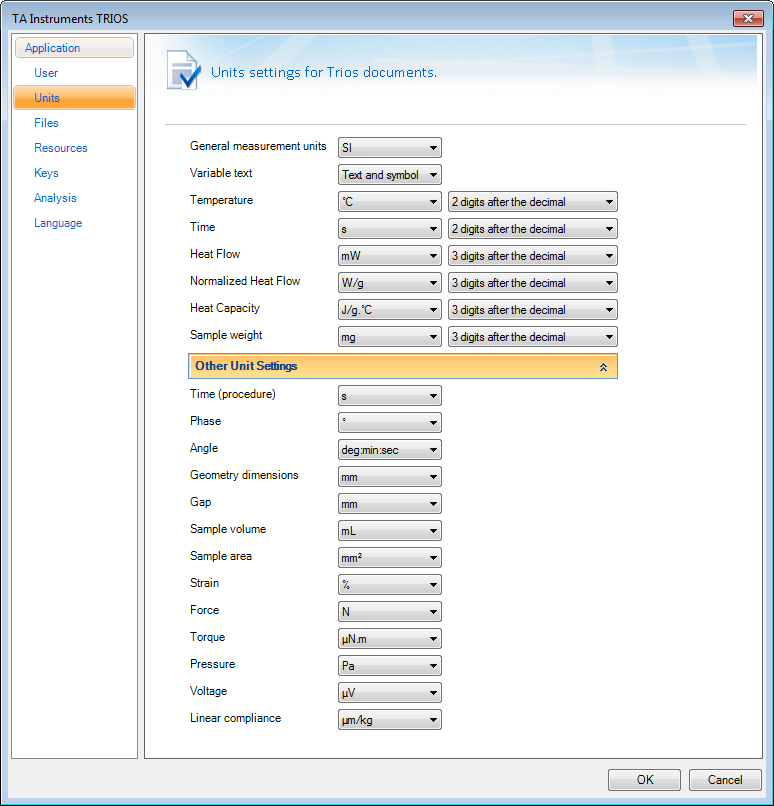 TA Instruments TRIOS
Application
User
Units
Files
Resources
Keys
Analysis
Language
Units settings for Trios documents.
General measurement units SI
Variable text Text and symbol
Temperature °C 2 digits after the decimal
Time s 2 digits after the decimal
Heat Flow mW 3 digits after the decimal
Normalized Heat Flow W/g 3 digits after the decimal
Heat Capacity J/g.°C 3 digits after the decimal
Sample weight mg 3 digits after the decimal
Other Unit Settings
Time (procedure) s
Phase °
Angle deg:min:sec
Geometry dimensions mm
Gap mm
Sample volume mL
Sample area mm²
Strain %
Force N
Torque µN.m
Pressure Pa
Voltage µV
Linear compliance µm/kg
OK Cancel